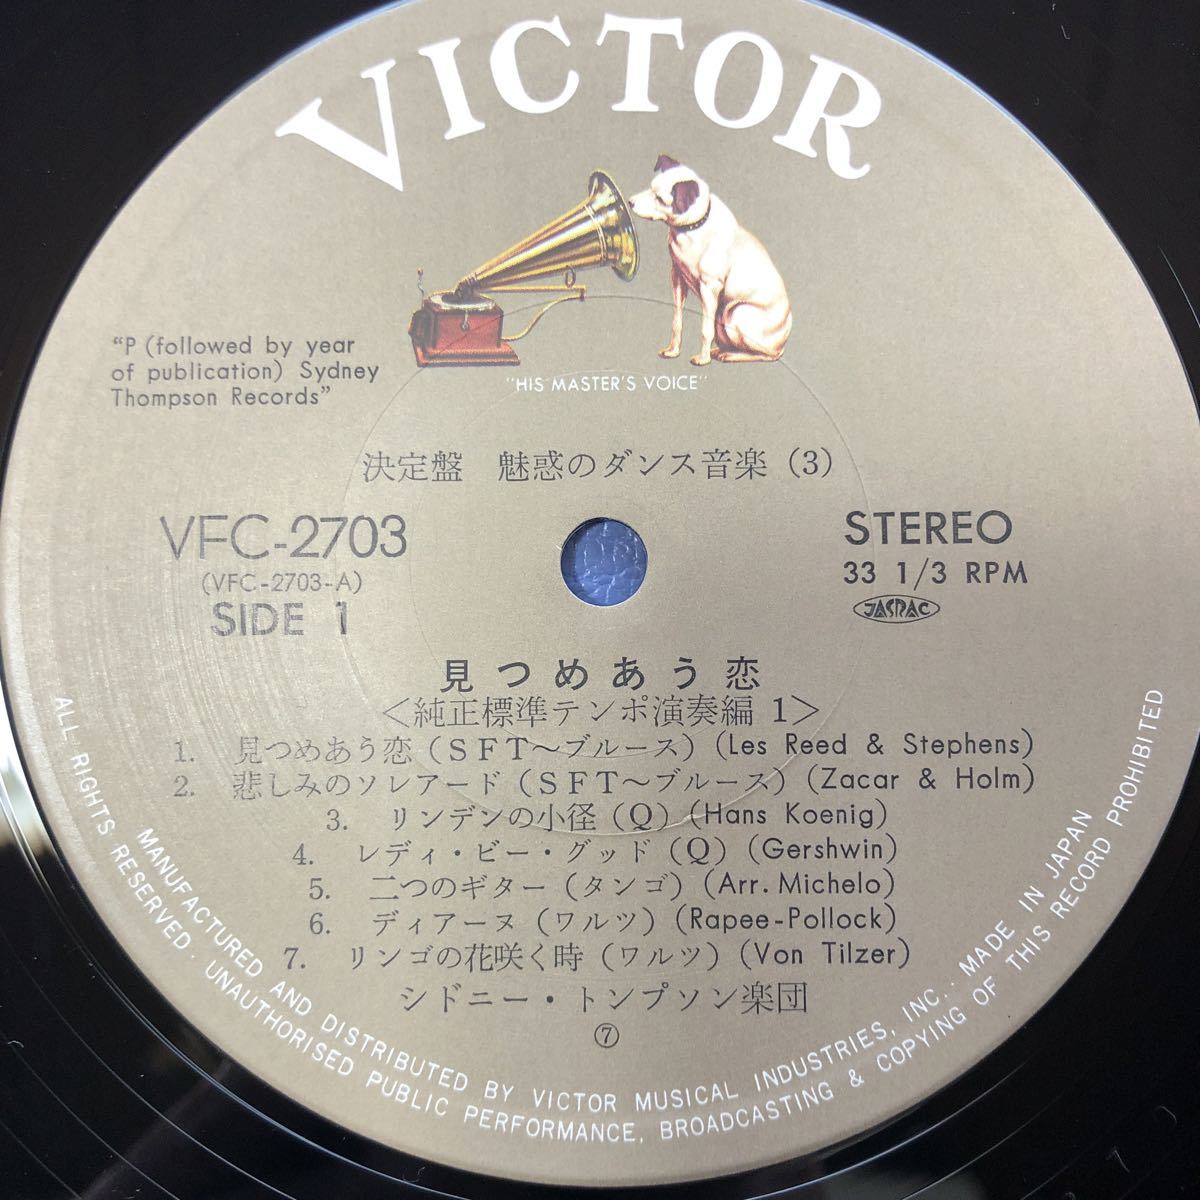 VICTOR
"HIS MASTER'S VOICE"
“P (followed by year
of publication) Sydney
Thompson Records”
決定盤　魅惑のダンス音楽（3）
VFC-2703
(VFC-2703-A)
SIDE 1
STEREO
33 1/3 RPM
JASRAC
見つめあう恋
＜純正標準テンポ演奏編 1＞
1. 見つめあう恋（ＳＦＴ～ブルース）(Les Reed & Stephens)
2. 悲しみのソレアード（ＳＦＴ～ブルース）(Zacar & Holm)
3. リンデンの小径（Q）(Hans Koenig)
4. レディ・ビー・グッド（Q）(Gershwin)
5. 二つのギター（タンゴ）(Arr. Michelo)
6. ディアーヌ（ワルツ）(Rapee-Pollock)
7. リンゴの花咲く時（ワルツ）(Von Tilzer)
シドニー・トンプソン楽団
⑦
MANUFACTURED AND DISTRIBUTED BY VICTOR MUSICAL INDUSTRIES, INC.· MADE IN JAPAN
ALL RIGHTS RESERVED · UNAUTHORISED PUBLIC PERFORMANCE, BROADCASTING & COPYING OF THIS RECORD PROHIBITED